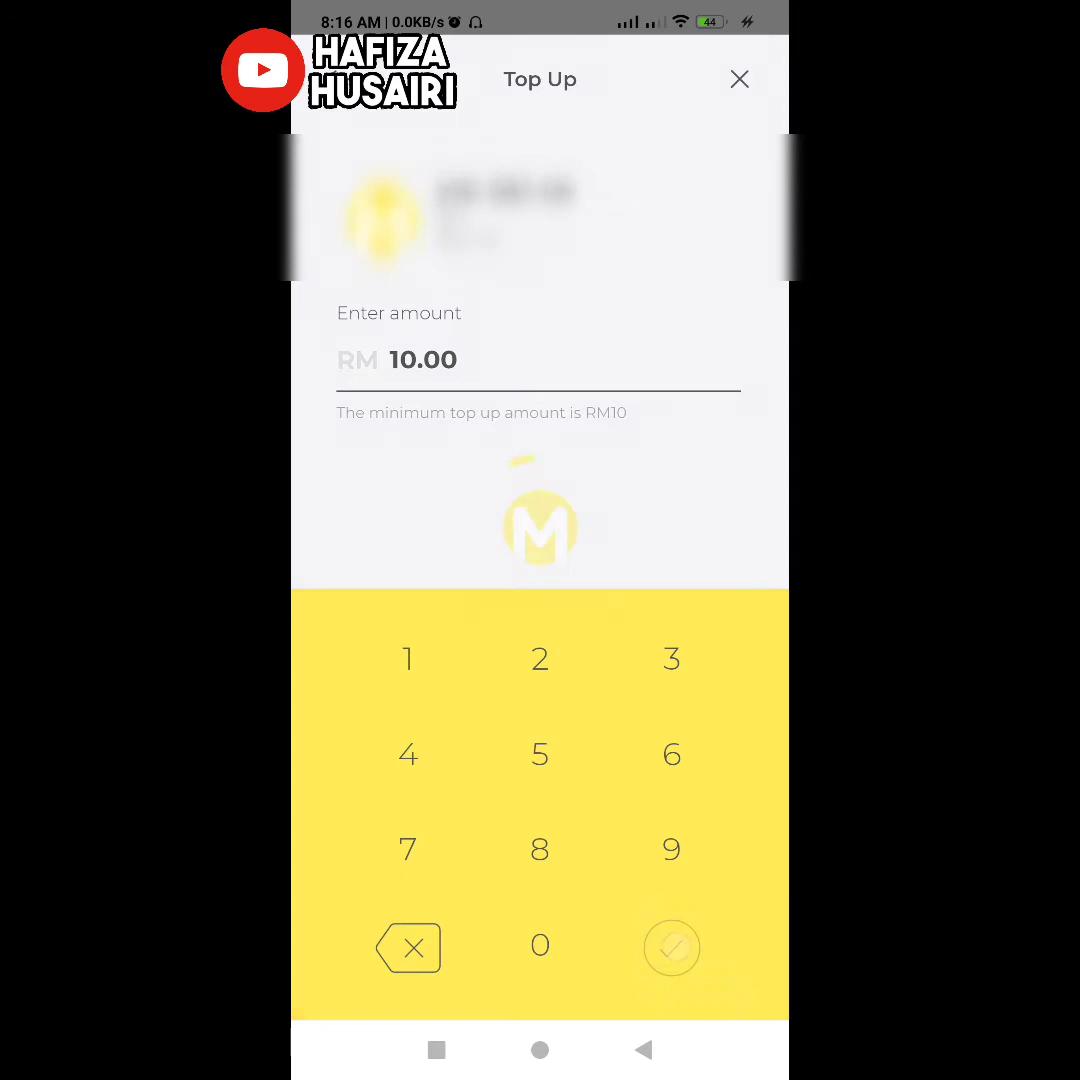 8:16 AM | 0.0KB/s
44
HAFIZA
HUSAIRI
Top Up
Enter amount
RM 10.00
The minimum top up amount is RM10
M
1 2 3
4 5 6
7 8 9
0